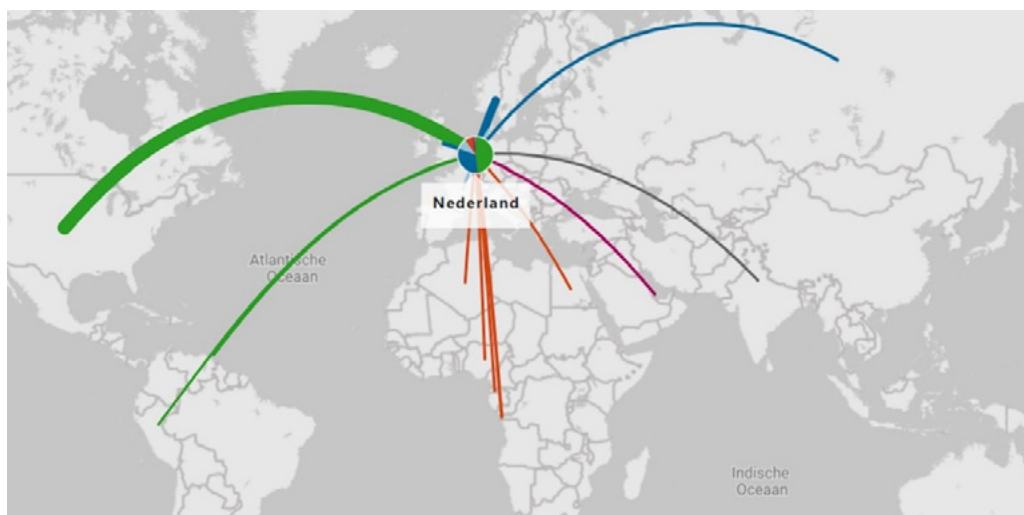 Nederland
Atlantische
Oceaan
Indische
Oceaan